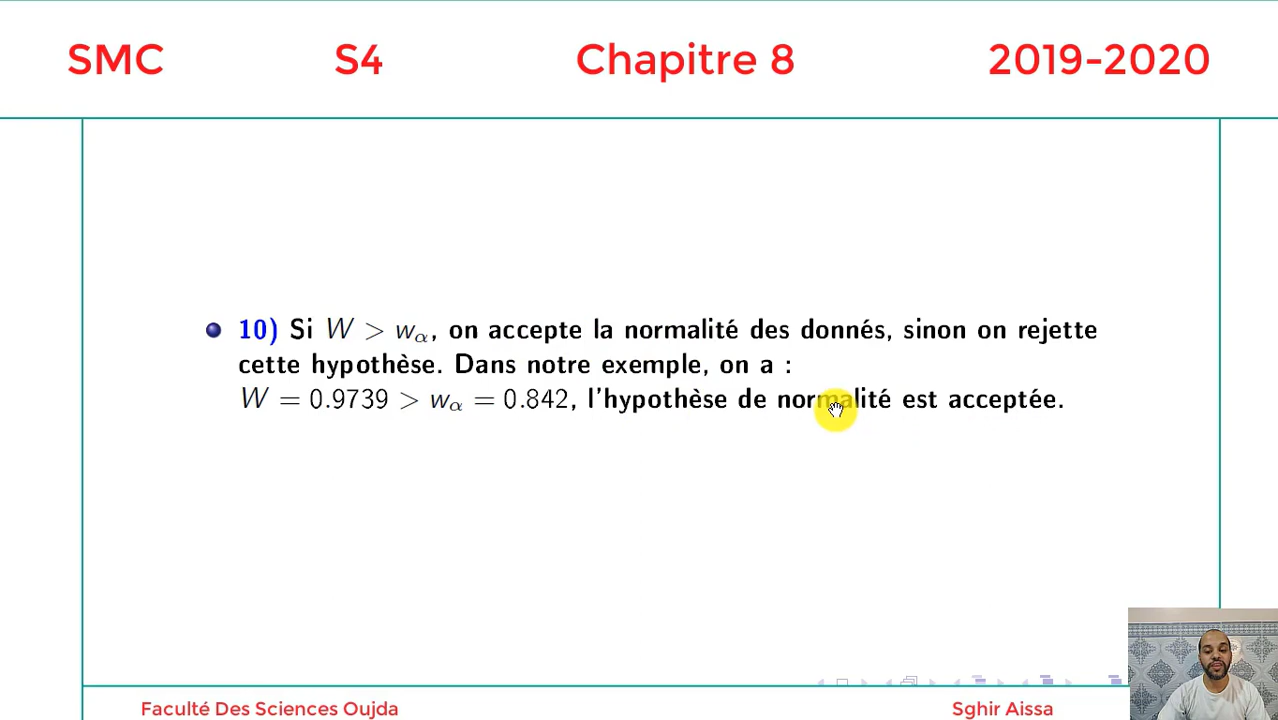 SMC S4 Chapitre 8 2019-2020
10) Si W > wα, on accepte la normalité des donnés, sinon on rejette
cette hypothèse. Dans notre exemple, on a :
W = 0.9739 > wα = 0.842, l'hypothèse de normalité est acceptée.
Faculté Des Sciences Oujda Sghir Aissa